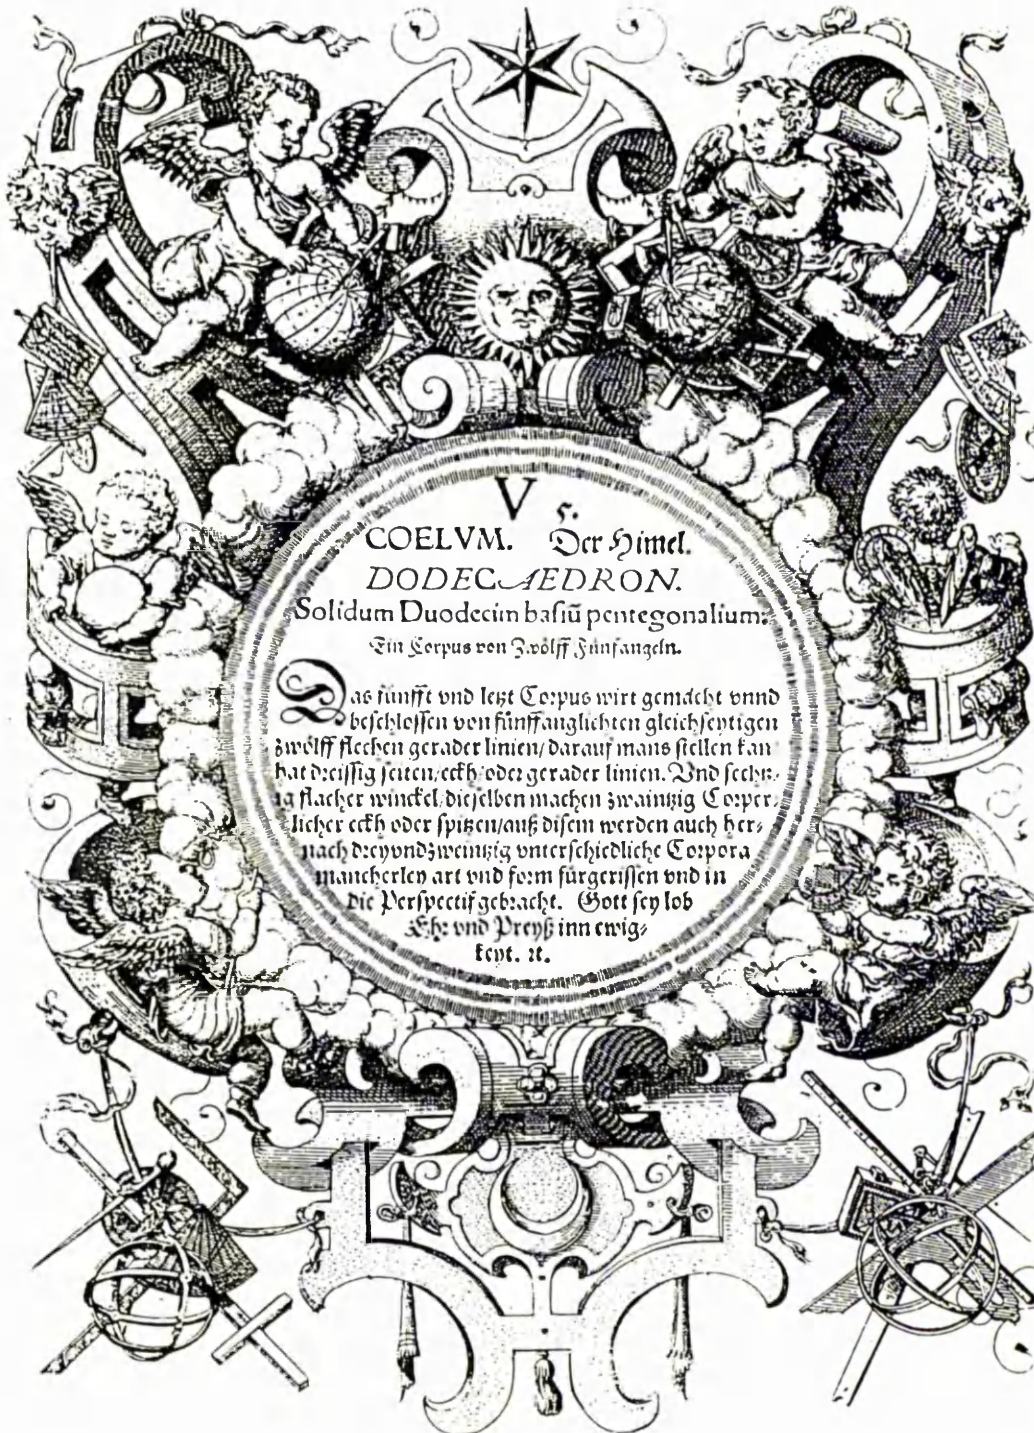 V 5.
COELVM. Der Himel.
DODECAEDRON.
Solidum Duodecim basiū pentegonalium.
Ein Corpus von Zwölff Fünfangeln.
Das fünfft vnd letzt Corpus wirt gemacht vnnd
beschlossen von fünffanglichten gleichseytigen
zwölff flechen gerader linien/ darauf mans stellen kan
hat dreissig seiten/ eckh/ oder gerader linien. Vnd sechtz-
ig flacher winckel/ dieselben machen zwaintzig Corper-
licher eckh oder spitzen/ auß disem werden auch her-
nach dreyvndzweintzig vnterschiedliche Corpora
mancherley art vnd form fürgerissen vnd in
die Perspectif gebracht. Gott sey lob
Ehr vnd Preyß inn ewig-
keyt. ꝛc.